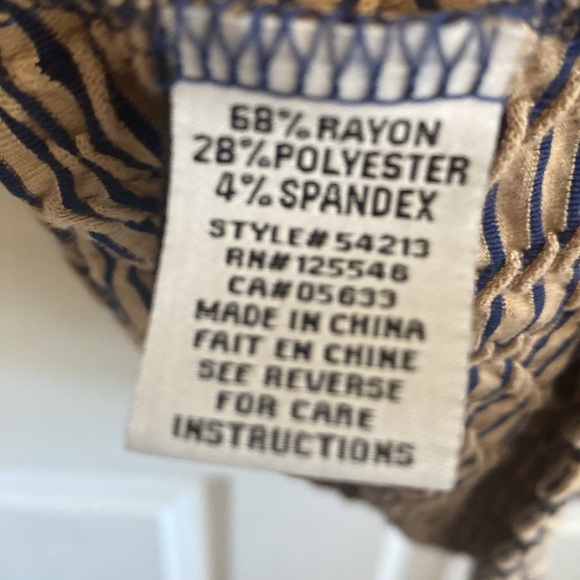 68% RAYON
28% POLYESTER
4% SPANDEX
STYLE# 54213
RN# 125546
CA# 05633
MADE IN CHINA
FAIT EN CHINE
SEE REVERSE
FOR CARE
INSTRUCTIONS